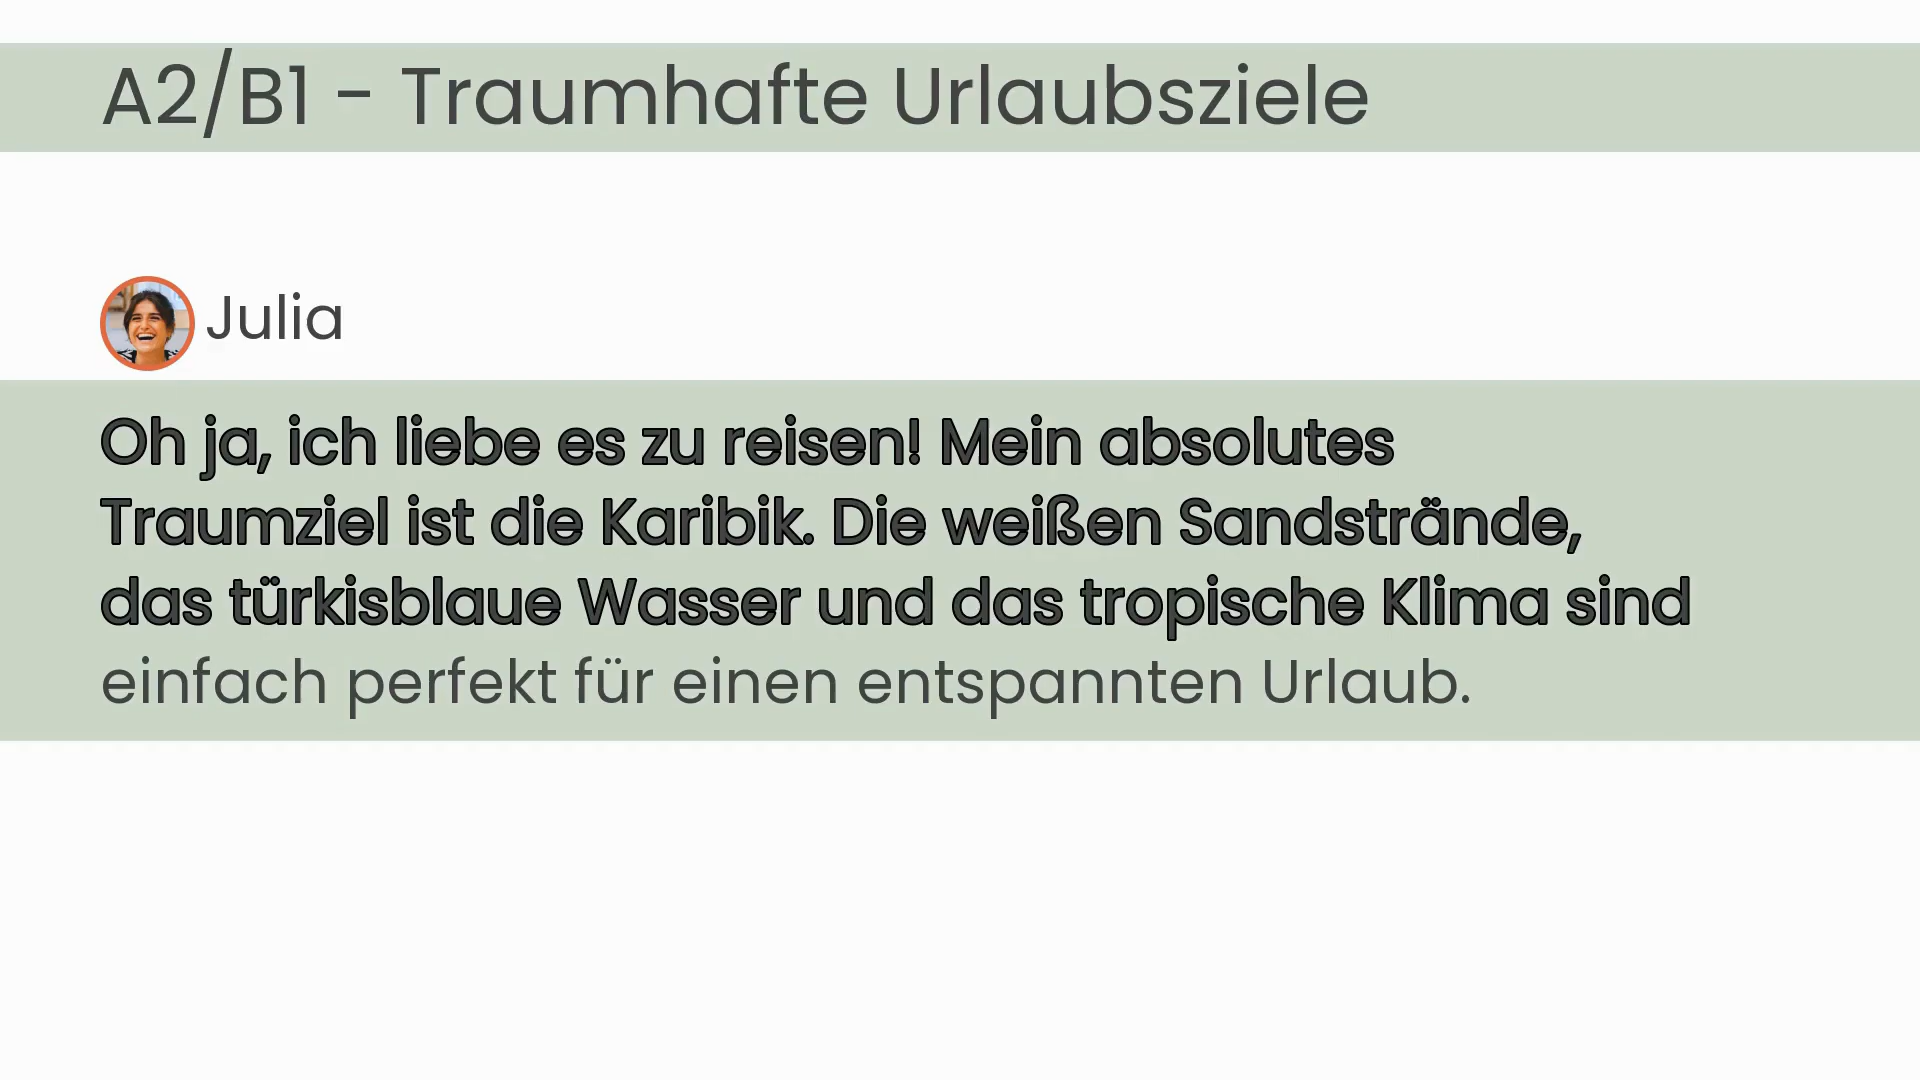 A2/B1 - Traumhafte Urlaubsziele
Julia
Oh ja, ich liebe es zu reisen! Mein absolutes
Traumziel ist die Karibik. Die weißen Sandstrände,
das türkisblaue Wasser und das tropische Klima sind
einfach perfekt für einen entspannten Urlaub.